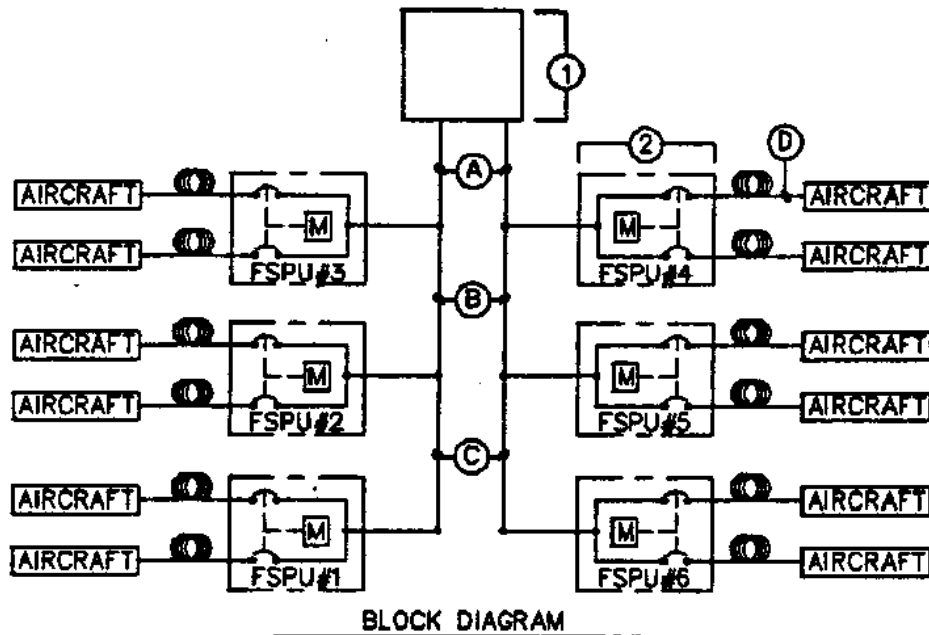 1
2
D
A
AIRCRAFT
AIRCRAFT
M
M
AIRCRAFT
AIRCRAFT
FSPU#3
FSPU#4
B
AIRCRAFT
AIRCRAFT
M
M
AIRCRAFT
AIRCRAFT
FSPU#2
FSPU#5
C
AIRCRAFT
AIRCRAFT
M
M
AIRCRAFT
AIRCRAFT
FSPU#1
FSPU#6
BLOCK DIAGRAM